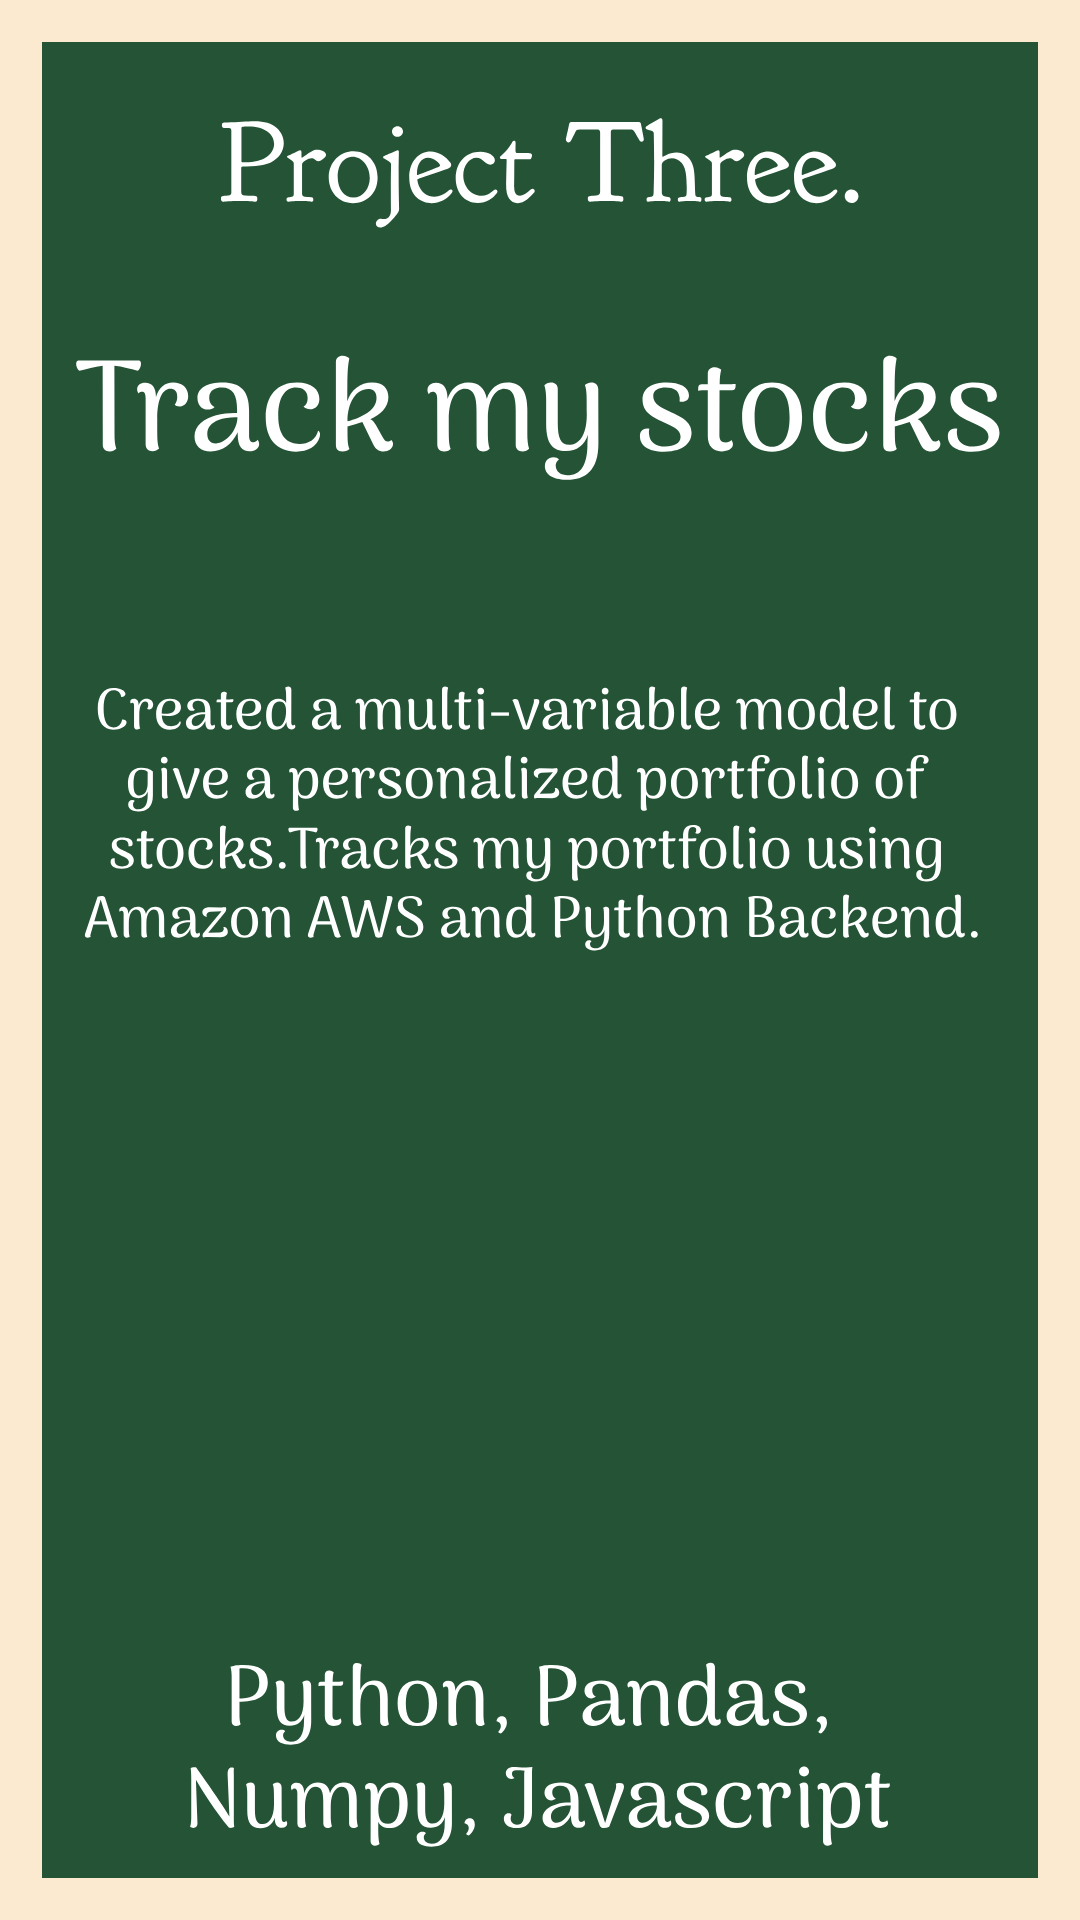 Project Three.
Track my stocks
Created a multi-variable model to
give a personalized portfolio of
stocks.Tracks my portfolio using
Amazon AWS and Python Backend.
Python, Pandas,
Numpy, Javascript